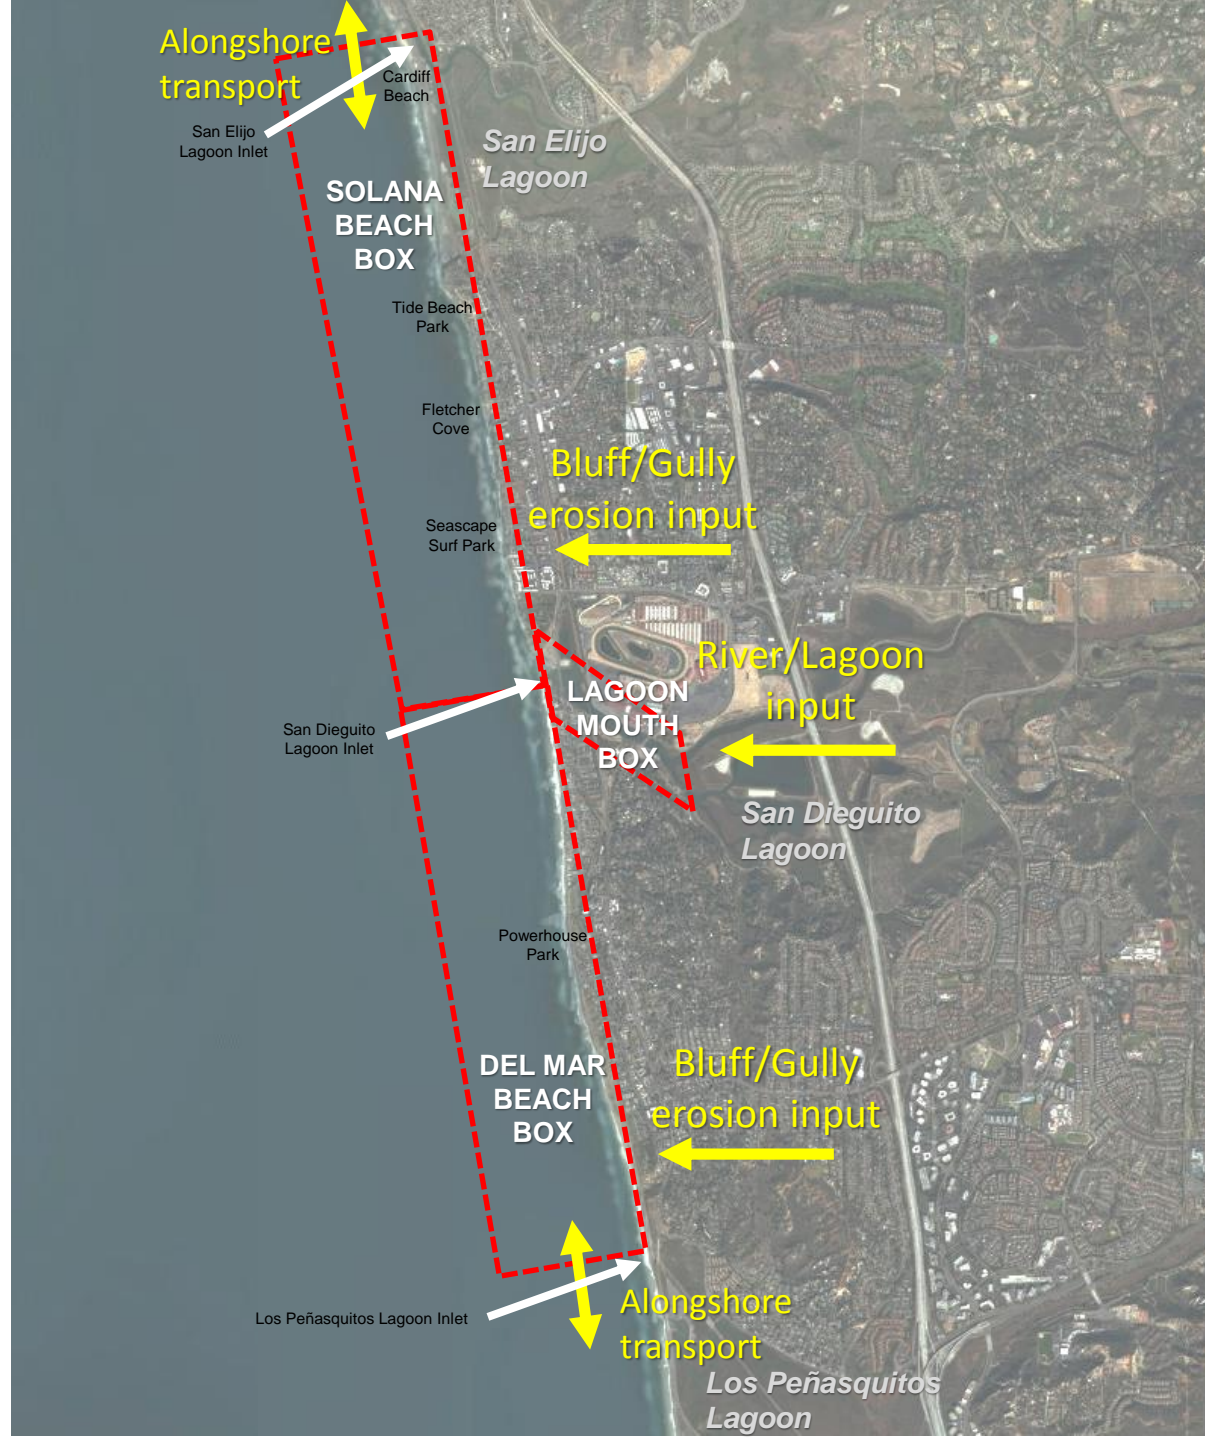 Alongshore
transport
Cardiff
Beach
San Elijo
Lagoon Inlet
San Elijo
Lagoon
SOLANA
BEACH
BOX
Tide Beach
Park
Fletcher
Cove
Bluff/Gully
erosion input
Seascape
Surf Park
River/Lagoon
input
LAGOON
MOUTH
BOX
San Dieguito
Lagoon Inlet
San Dieguito
Lagoon
Powerhouse
Park
DEL MAR
BEACH
BOX
Bluff/Gully
erosion input
Alongshore
transport
Los Peñasquitos Lagoon Inlet
Los Peñasquitos
Lagoon